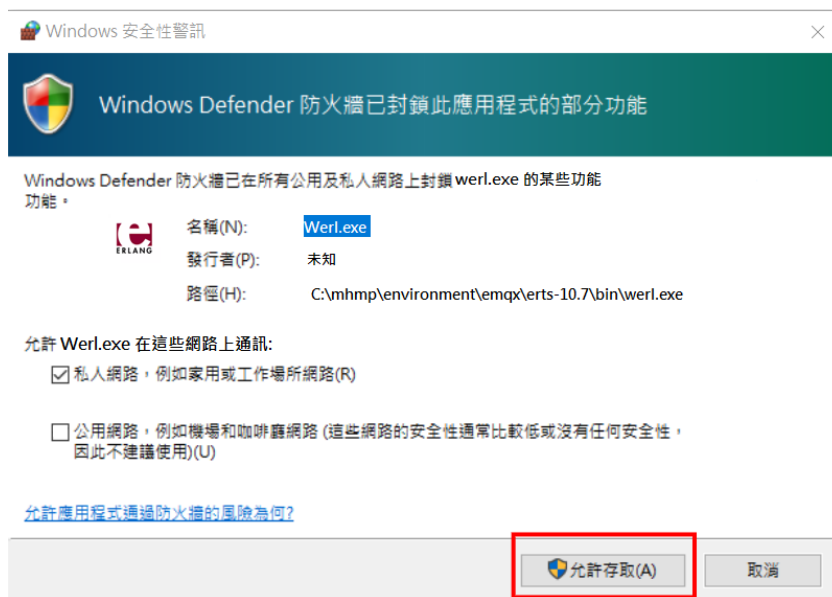 Windows 安全性警訊
Windows Defender 防火牆已封鎖此應用程式的部分功能
Windows Defender 防火牆已在所有公用及私人網路上封鎖 werl.exe 的某些功能
功能。
ERLANG
名稱(N): Werl.exe
發行者(P): 未知
路徑(H): C:\mhmp\environment\emqx\erts-10.7\bin\werl.exe
允許 Werl.exe 在這些網路上通訊:
私人網路，例如家用或工作場所網路(R)
公用網路，例如機場和咖啡廳網路 (這些網路的安全性通常比較低或沒有任何安全性，
因此不建議使用)(U)
允許應用程式通過防火牆的風險為何?
允許存取(A) 取消